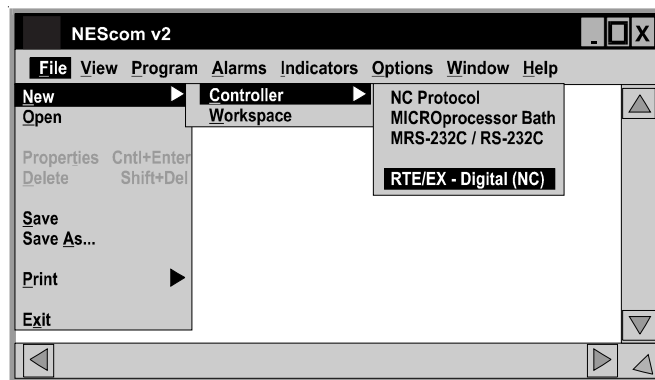 NEScom v2
_ X
File View Program Alarms Indicators Options Window Help
New
Open
Properties Cntl+Enter
Delete Shift+Del
Save
Save As...
Print
Exit
Controller
Workspace
NC Protocol
MICROprocessor Bath
MRS-232C / RS-232C
RTE/EX - Digital (NC)